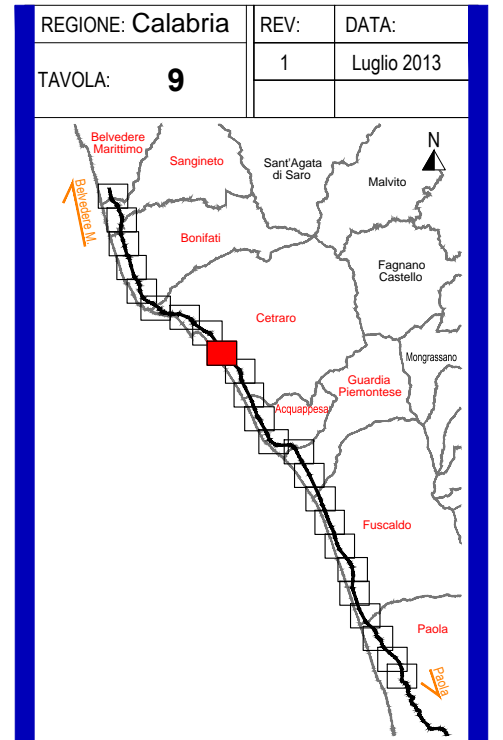 REGIONE: Calabria
REV:
DATA:
TAVOLA: 9
1
Luglio 2013
Belvedere
Marittimo
Sangineto
Sant'Agata
di Saro
Malvito
N
Belvedere M.
Bonifati
Fagnano
Castello
Cetraro
Mongrassano
Guardia
Piemontese
Acquappesa
Fuscaldo
Paola
Paola